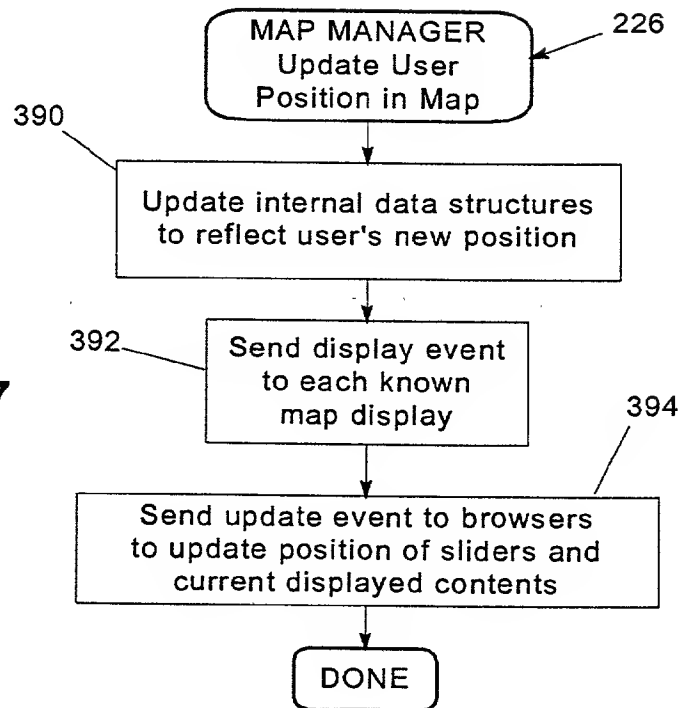 MAP MANAGER
Update User
Position in Map
226
390
Update internal data structures
to reflect user's new position
392
Send display event
to each known
map display
7
394
Send update event to browsers
to update position of sliders and
current displayed contents
DONE